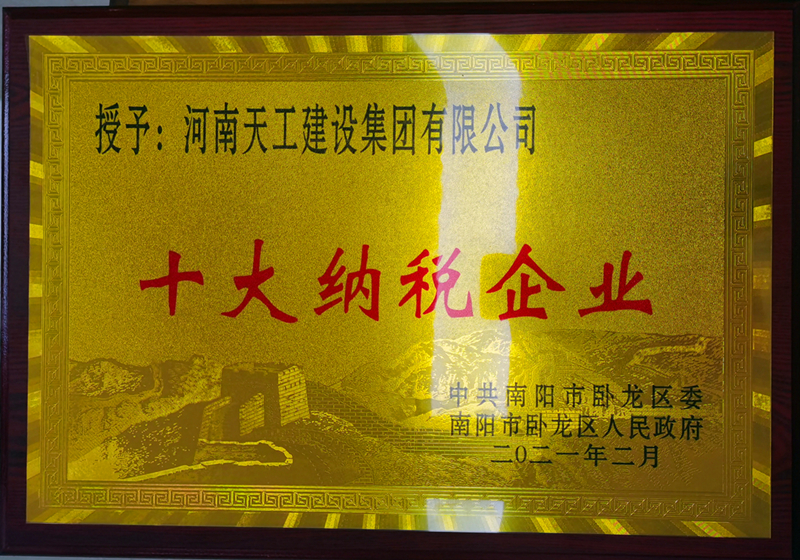 授予：河南天工建设集团有限公司
十大纳税企业
中共南阳市卧龙区委
南阳市卧龙区人民政府
二〇二一年二月